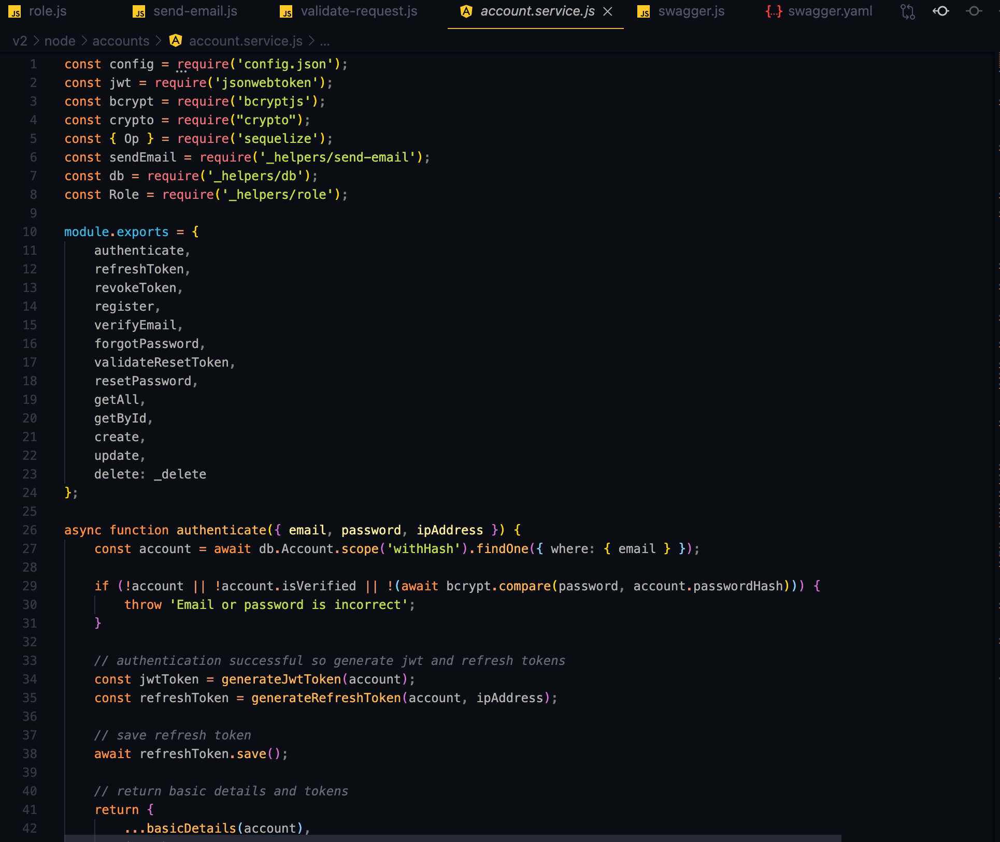 JS role.js JS send-email.js JS validate-request.js account.service.js JS swagger.js {..} swagger.yaml
v2 > node > accounts > account.service.js > ...
1 const config = require('config.json');
2 const jwt = require('jsonwebtoken');
3 const bcrypt = require('bcryptjs');
4 const crypto = require("crypto");
5 const { Op } = require('sequelize');
6 const sendEmail = require('_helpers/send-email');
7 const db = require('_helpers/db');
8 const Role = require('_helpers/role');
9
10 module.exports = {
11     authenticate,
12     refreshToken,
13     revokeToken,
14     register,
15     verifyEmail,
16     forgotPassword,
17     validateResetToken,
18     resetPassword,
19     getAll,
20     getById,
21     create,
22     update,
23     delete: _delete
24 };
25
26 async function authenticate({ email, password, ipAddress }) {
27     const account = await db.Account.scope('withHash').findOne({ where: { email } });
28
29     if (!account || !account.isVerified || !(await bcrypt.compare(password, account.passwordHash))) {
30         throw 'Email or password is incorrect';
31     }
32
33     // authentication successful so generate jwt and refresh tokens
34     const jwtToken = generateJwtToken(account);
35     const refreshToken = generateRefreshToken(account, ipAddress);
36
37     // save refresh token
38     await refreshToken.save();
39
40     // return basic details and tokens
41     return {
42         ...basicDetails(account),